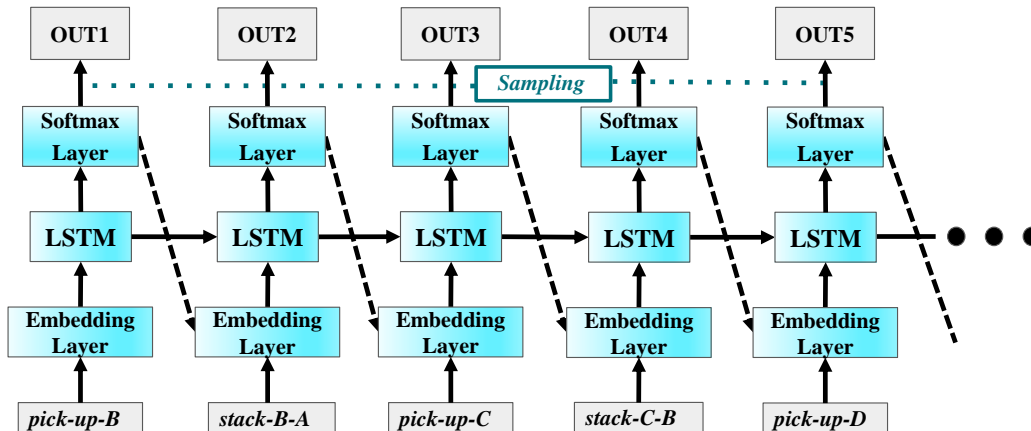 OUT1 OUT2 OUT3 OUT4 OUT5
Sampling
Softmax Softmax Softmax Softmax Softmax
Layer Layer Layer Layer Layer
LSTM LSTM LSTM LSTM LSTM
Embedding Embedding Embedding Embedding Embedding
Layer Layer Layer Layer Layer
pick-up-B stack-B-A pick-up-C stack-C-B pick-up-D